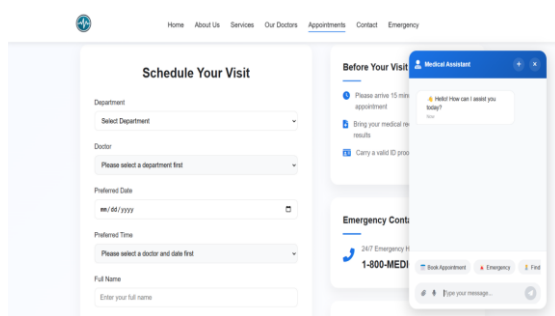 Home About Us Services Our Doctors Appointments Contact Emergency
Schedule Your Visit
Department
Select Department
Doctor
Please select a department first
Preferred Date
mm/dd/yyyy
Preferred Time
Please select a doctor and date first
Full Name
Enter your full name
Before Your Visit
Please arrive 15 min
appointment
Bring your medical re
results
Carry a valid ID proo
Emergency Conta
24/7 Emergency H
1-800-MEDI
Medical Assistant
👋 Hello! How can I assist you
today?
Now
Book Appointment Emergency Find
Type your message...